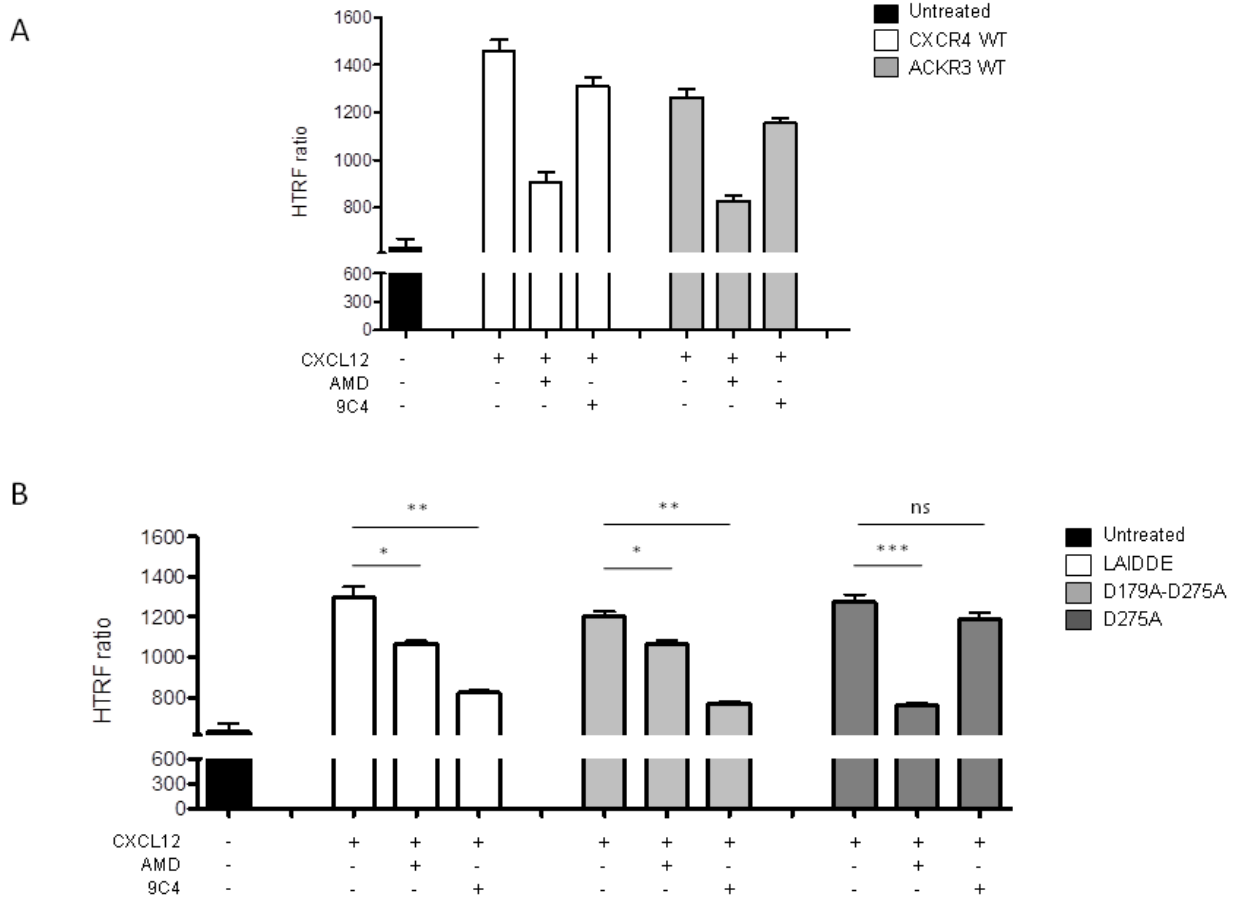 A
HTRF ratio
1600
1400
1200
1000
800
600
300
0
CXCL12 - + + + + + +
AMD - - + - - + -
9C4 - - - + - - +
Untreated
CXCR4 WT
ACKR3 WT
B
HTRF ratio
1600
1400
1200
1000
800
600
300
0
** ** ns
* * ***
CXCL12 - + + + + + + + + +
AMD - - + - - + - - + -
9C4 - - - + - - + - - +
Untreated
LAIDDE
D179A-D275A
D275A